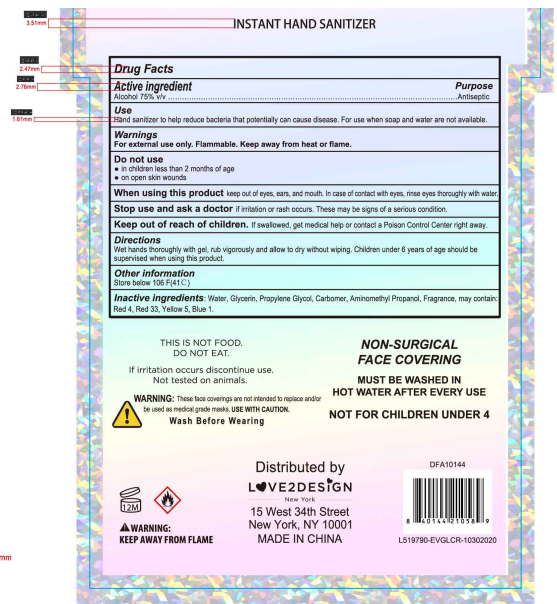 INSTANT HAND SANITIZER
3.51mm
2.47mm
Drug Facts
2.76mm
Active ingredient Purpose
Alcohol 75% v/v ........ Antiseptic
Use
1.61mm
Hand sanitizer to help reduce bacteria that potentially can cause disease. For use when soap and water are not available.
Warnings
For external use only. Flammable. Keep away from heat or flame.
Do not use
● in children less than 2 months of age
● on open skin wounds
When using this product keep out of eyes, ears, and mouth. In case of contact with eyes, rinse eyes thoroughly with water.
Stop use and ask a doctor if irritation or rash occurs. These may be signs of a serious condition.
Keep out of reach of children. If swallowed, get medical help or contact a Poison Control Center right away.
Directions
Wet hands thoroughly with gel, rub vigorously and allow to dry without wiping. Children under 6 years of age should be
supervised when using this product.
Other information
Store below 106 F(41℃)
Inactive ingredients: Water, Glycerin, Propylene Glycol, Carbomer, Aminomethyl Propanol, Fragrance, may contain:
Red 4, Red 33, Yellow 5, Blue 1.
THIS IS NOT FOOD.
DO NOT EAT.
If irritation occurs discontinue use.
Not tested on animals.
WARNING: These face coverings are not intended to replace and/or
be used as medical grade masks. USE WITH CAUTION.
Wash Before Wearing
NON-SURGICAL
FACE COVERING
MUST BE WASHED IN
HOT WATER AFTER EVERY USE
NOT FOR CHILDREN UNDER 4
12M
WARNING:
KEEP AWAY FROM FLAME
Distributed by
LOVE2DESIGN
New York
15 West 34th Street
New York, NY 10001
MADE IN CHINA
DFA10144
8 40144 21058 9
L519790-EVGLCR-10302020
mm